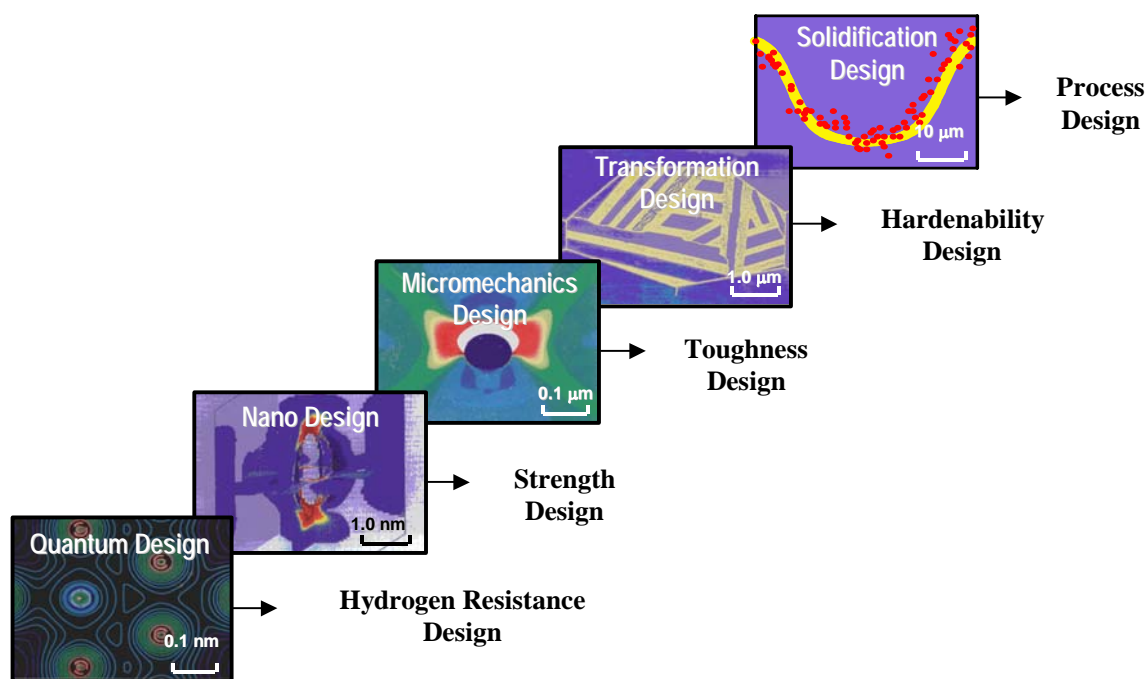 Solidification
Design
10 μm
Process
Design
Transformation
Design
1.0 μm
Hardenability
Design
Micromechanics
Design
0.1 μm
Toughness
Design
Nano Design
1.0 nm
Strength
Design
Quantum Design
0.1 nm
Hydrogen Resistance
Design